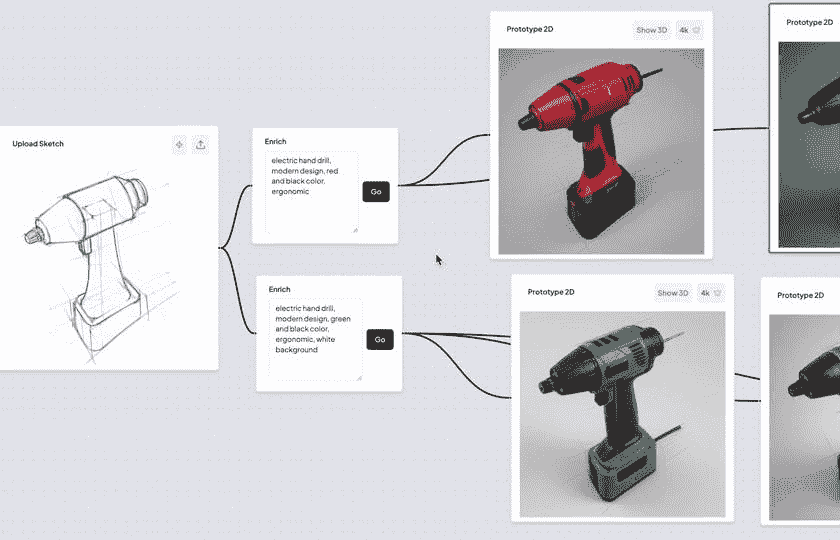 Upload Sketch
Enrich
electric hand drill,
modern design, red
and black color,
ergonomic
Go
Enrich
electric hand drill,
modern design, green
and black color,
ergonomic, white
background
Go
Prototype 2D
Show 3D
4k
Prototype 2D
Prototype 2D
Show 3D
4k
Prototype 2D